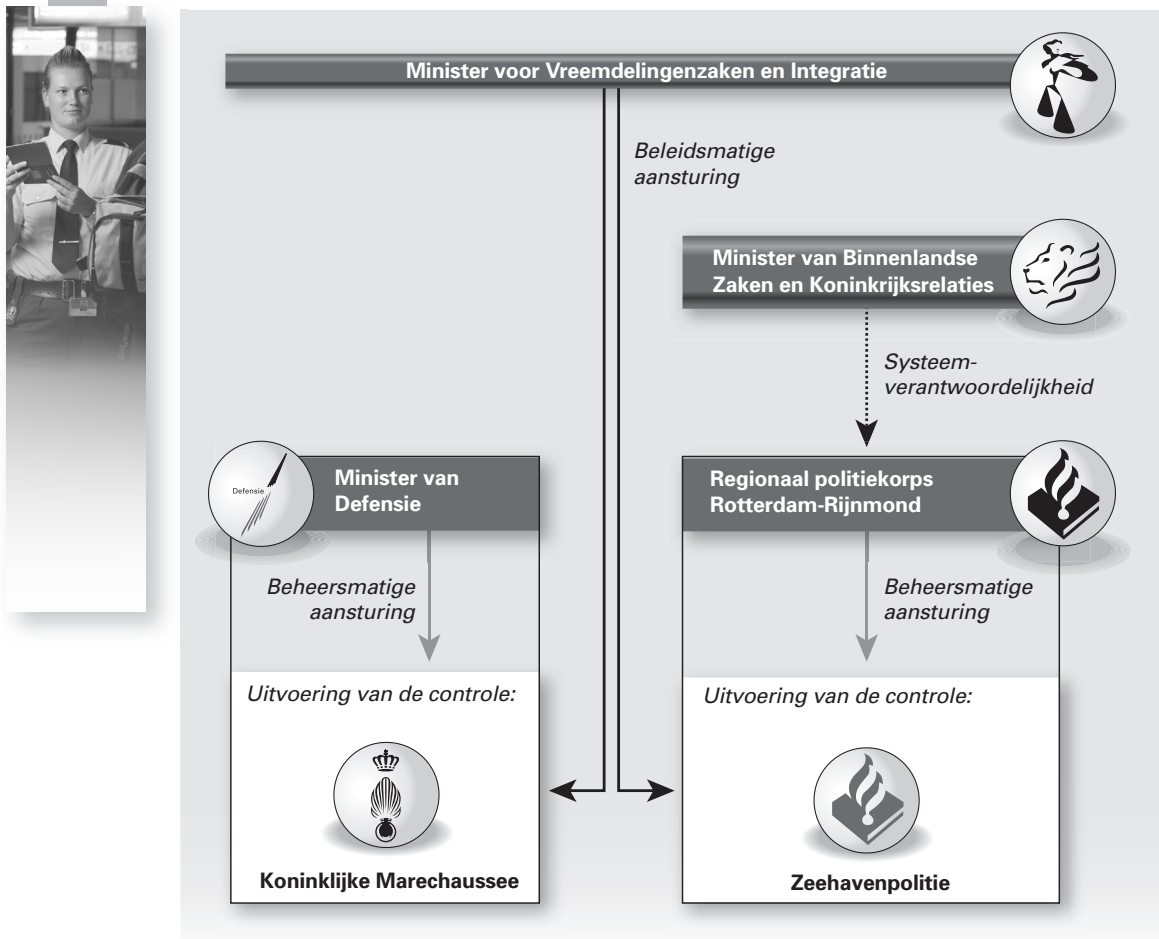 Minister voor Vreemdelingenzaken en Integratie
Beleidsmatige
aansturing
Minister van Binnenlandse
Zaken en Koninkrijksrelaties
Systeem-
verantwoordelijkheid
Defensie
Minister van
Defensie
Beheersmatige
aansturing
Uitvoering van de controle:
Koninklijke Marechaussee
Regionaal politiekorps
Rotterdam-Rijnmond
Beheersmatige
aansturing
Uitvoering van de controle:
Zeehavenpolitie